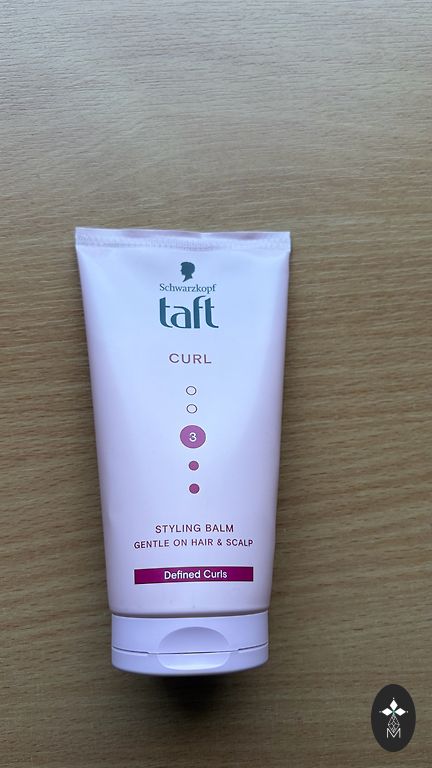 Schwarzkopf
taft
CURL
3
STYLING BALM
GENTLE ON HAIR & SCALP
Defined Curls
M